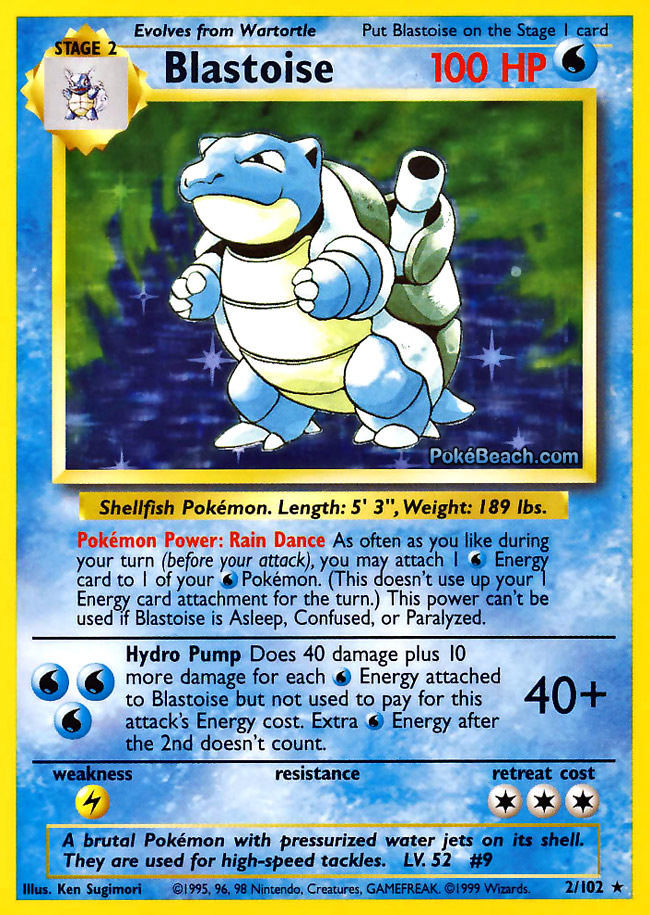 Evolves from Wartortle Put Blastoise on the Stage 1 card
STAGE 2
Blastoise 100 HP
PokéBeach.com
Shellfish Pokémon. Length: 5' 3", Weight: 189 lbs.
Pokémon Power: Rain Dance As often as you like during
your turn (before your attack), you may attach 1 Energy
card to 1 of your Pokémon. (This doesn't use up your 1
Energy card attachment for the turn.) This power can't be
used if Blastoise is Asleep, Confused, or Paralyzed.
Hydro Pump Does 40 damage plus 10
more damage for each Energy attached
to Blastoise but not used to pay for this
attack's Energy cost. Extra Energy after
the 2nd doesn't count.
40+
weakness resistance retreat cost
A brutal Pokémon with pressurized water jets on its shell.
They are used for high-speed tackles. LV. 52 #9
Illus. Ken Sugimori ©1995, 96, 98 Nintendo, Creatures, GAMEFREAK. ©1999 Wizards. 2/102 ★